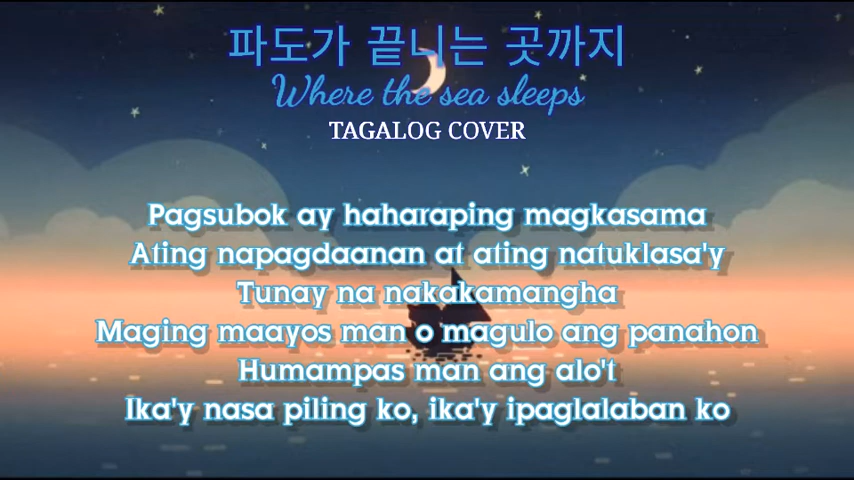 파도가 끝나는 곳까지
Where the sea sleeps
TAGALOG COVER
Pagsubok ay haharaping magkasama
Ating napagdaanan at ating natuklasa'y
Tunay na nakakamangha
Maging maayos man o magulo ang panahon
Humampas man ang alo't
Ika'y nasa piling ko, ika'y ipaglalaban ko